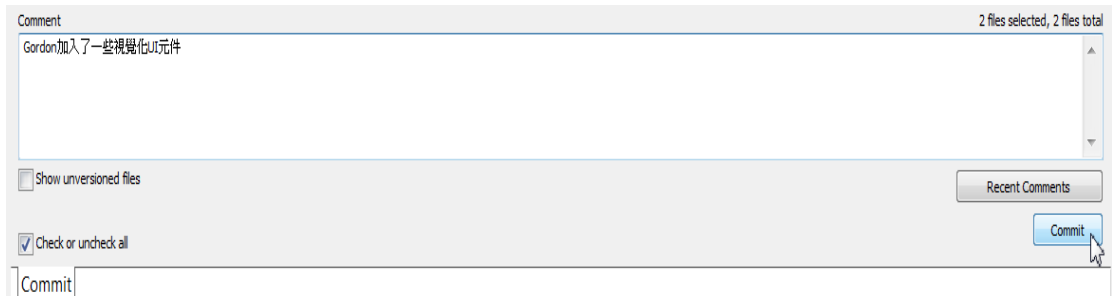 Comment
2 files selected, 2 files total
Gordon加入了一些視覺化UI元件
Show unversioned files
Recent Comments
Commit
Check or uncheck all
Commit